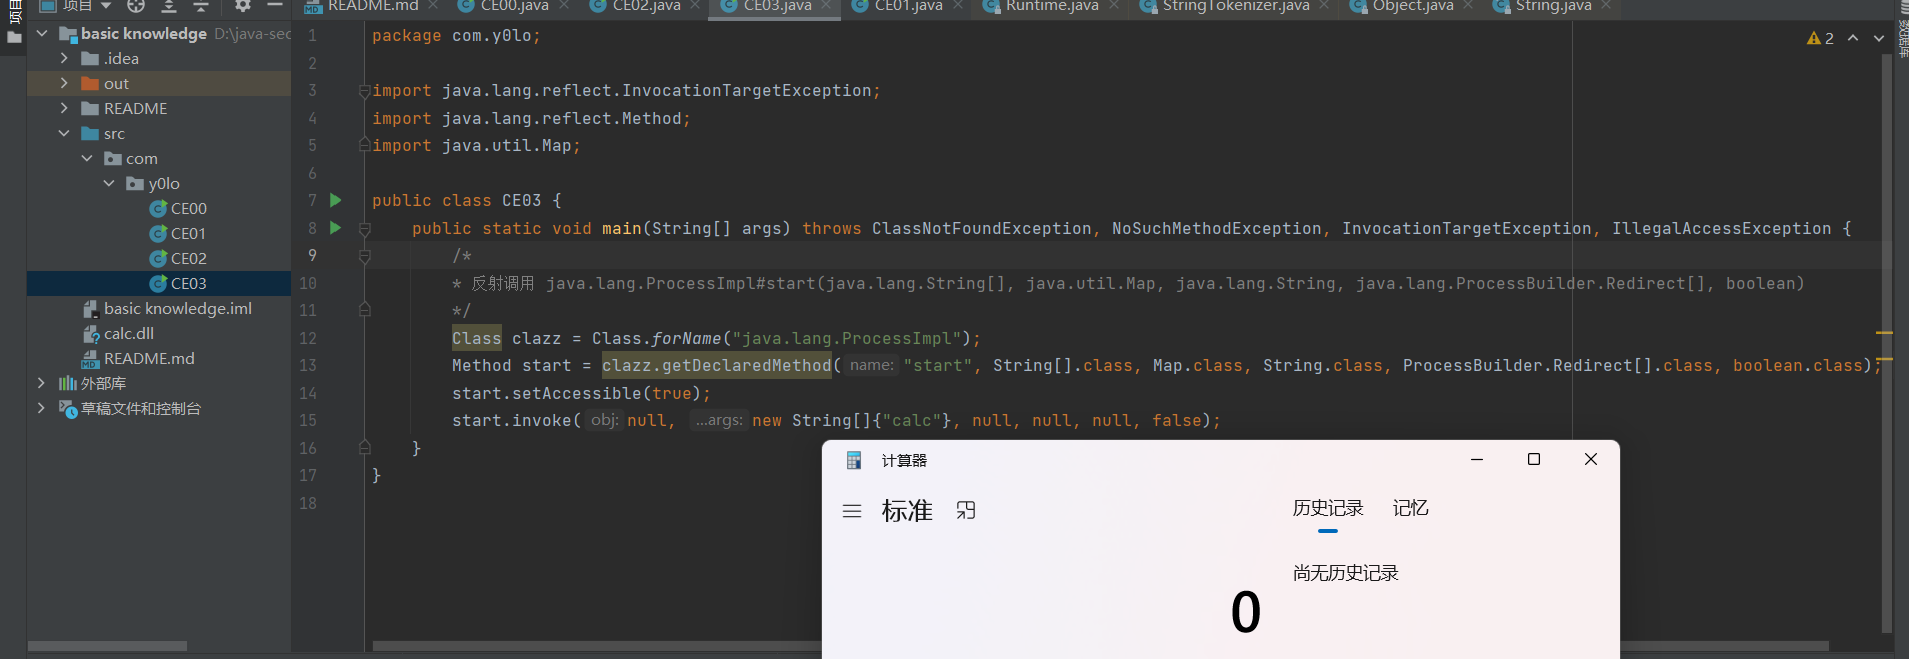 项目
README.md
CE00.java
CE02.java
CE03.java
CE01.java
Runtime.java
StringTokenizer.java
Object.java
String.java
项目
数据库
basic knowledge D:\java-sec
.idea
out
README
src
com
y0lo
CE00
CE01
CE02
CE03
basic knowledge.iml
calc.dll
README.md
外部库
草稿文件和控制台
2
1 package com.y0lo;
2
3 import java.lang.reflect.InvocationTargetException;
4 import java.lang.reflect.Method;
5 import java.util.Map;
6
7 public class CE03 {
8 public static void main(String[] args) throws ClassNotFoundException, NoSuchMethodException, InvocationTargetException, IllegalAccessException {
9 /*
10 * 反射调用 java.lang.ProcessImpl#start(java.lang.String[], java.util.Map, java.lang.String, java.lang.ProcessBuilder.Redirect[], boolean)
11 */
12 Class clazz = Class.forName("java.lang.ProcessImpl");
13 Method start = clazz.getDeclaredMethod( name: "start", String[].class, Map.class, String.class, ProcessBuilder.Redirect[].class, boolean.class);
14 start.setAccessible(true);
15 start.invoke( obj: null, ...args: new String[]{"calc"}, null, null, null, false);
16 }
17 }
18
计算器
标准
历史记录 记忆
尚无历史记录
0